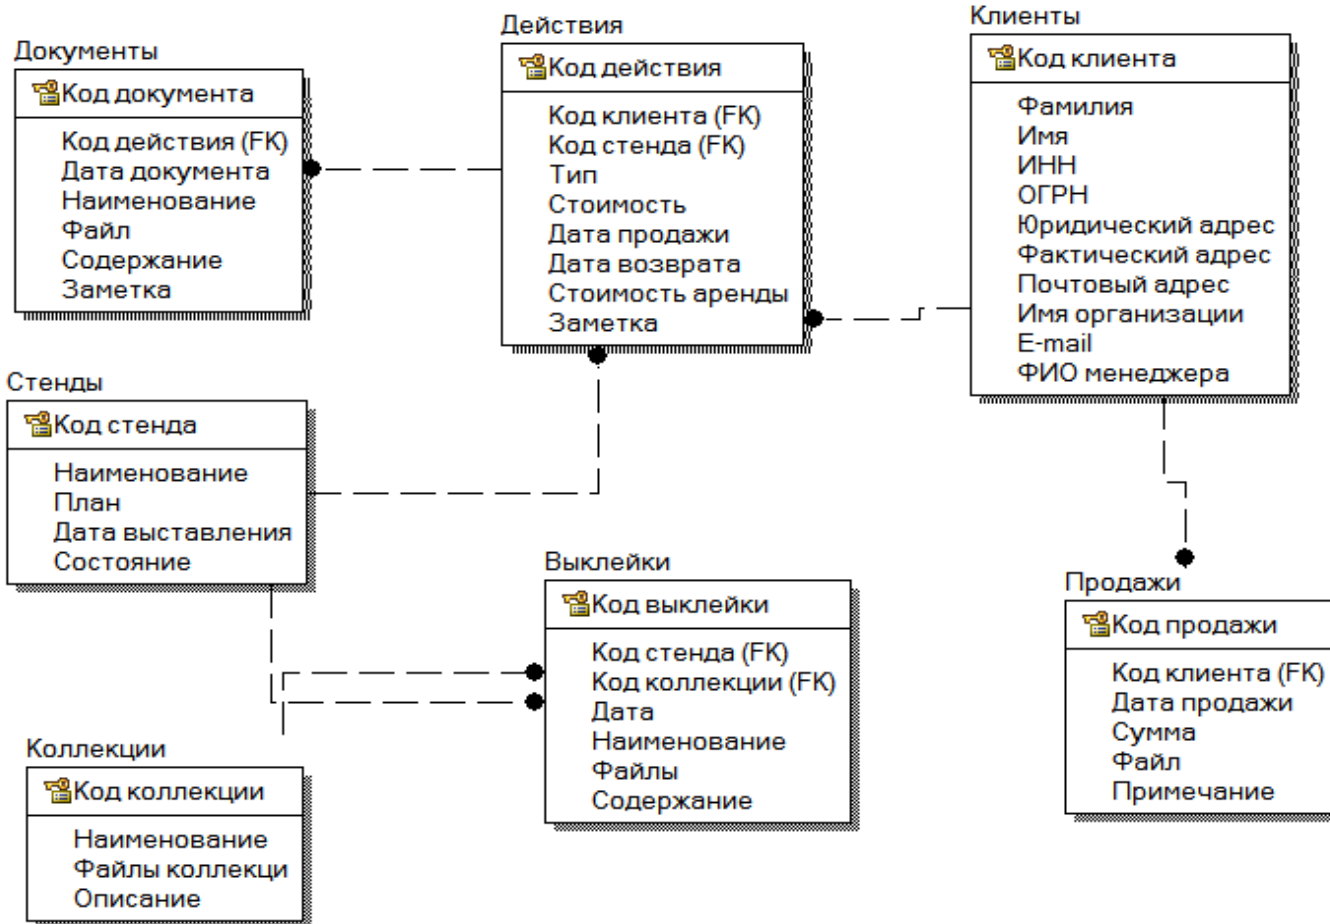 Документы
Код документа
Код действия (FK)
Дата документа
Наименование
Файл
Содержание
Заметка
Действия
Код действия
Код клиента (FK)
Код стенда (FK)
Тип
Стоимость
Дата продажи
Дата возврата
Стоимость аренды
Заметка
Клиенты
Код клиента
Фамилия
Имя
ИНН
ОГРН
Юридический адрес
Фактический адрес
Почтовый адрес
Имя организации
E-mail
ФИО менеджера
Стенды
Код стенда
Наименование
План
Дата выставления
Состояние
Выклейки
Код выклейки
Код стенда (FK)
Код коллекции (FK)
Дата
Наименование
Файлы
Содержание
Продажи
Код продажи
Код клиента (FK)
Дата продажи
Сумма
Файл
Примечание
Коллекции
Код коллекции
Наименование
Файлы коллекци
Описание